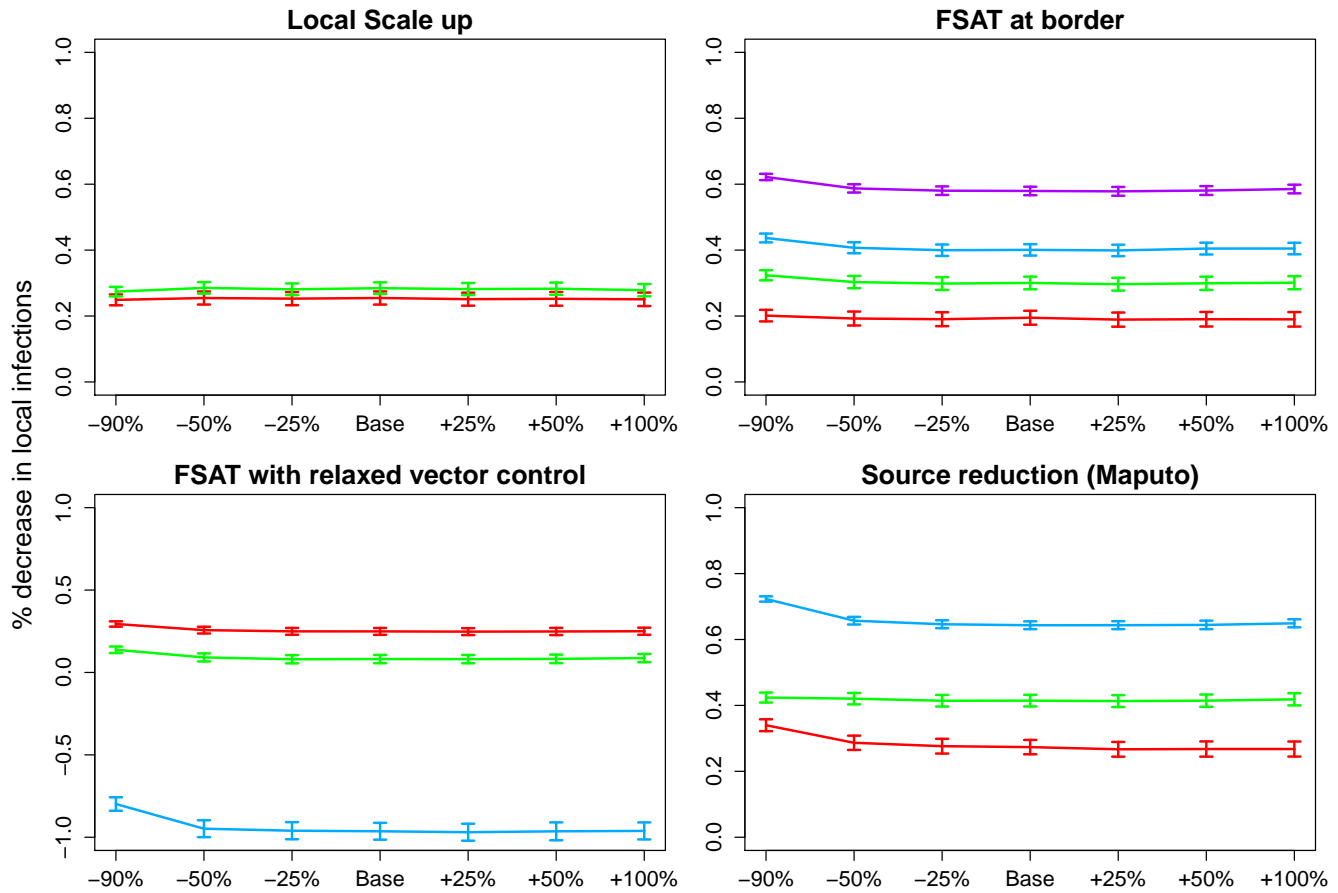 Local Scale up
FSAT at border
1.0
0.8
0.6
0.4
0.2
0.0
−90% −50% −25% Base +25% +50% +100%
1.0
0.8
0.6
0.4
0.2
0.0
−90% −50% −25% Base +25% +50% +100%
% decrease in local infections
FSAT with relaxed vector control
Source reduction (Maputo)
1.0
0.5
0.0
−0.5
−1.0
−90% −50% −25% Base +25% +50% +100%
1.0
0.8
0.6
0.4
0.2
0.0
−90% −50% −25% Base +25% +50% +100%